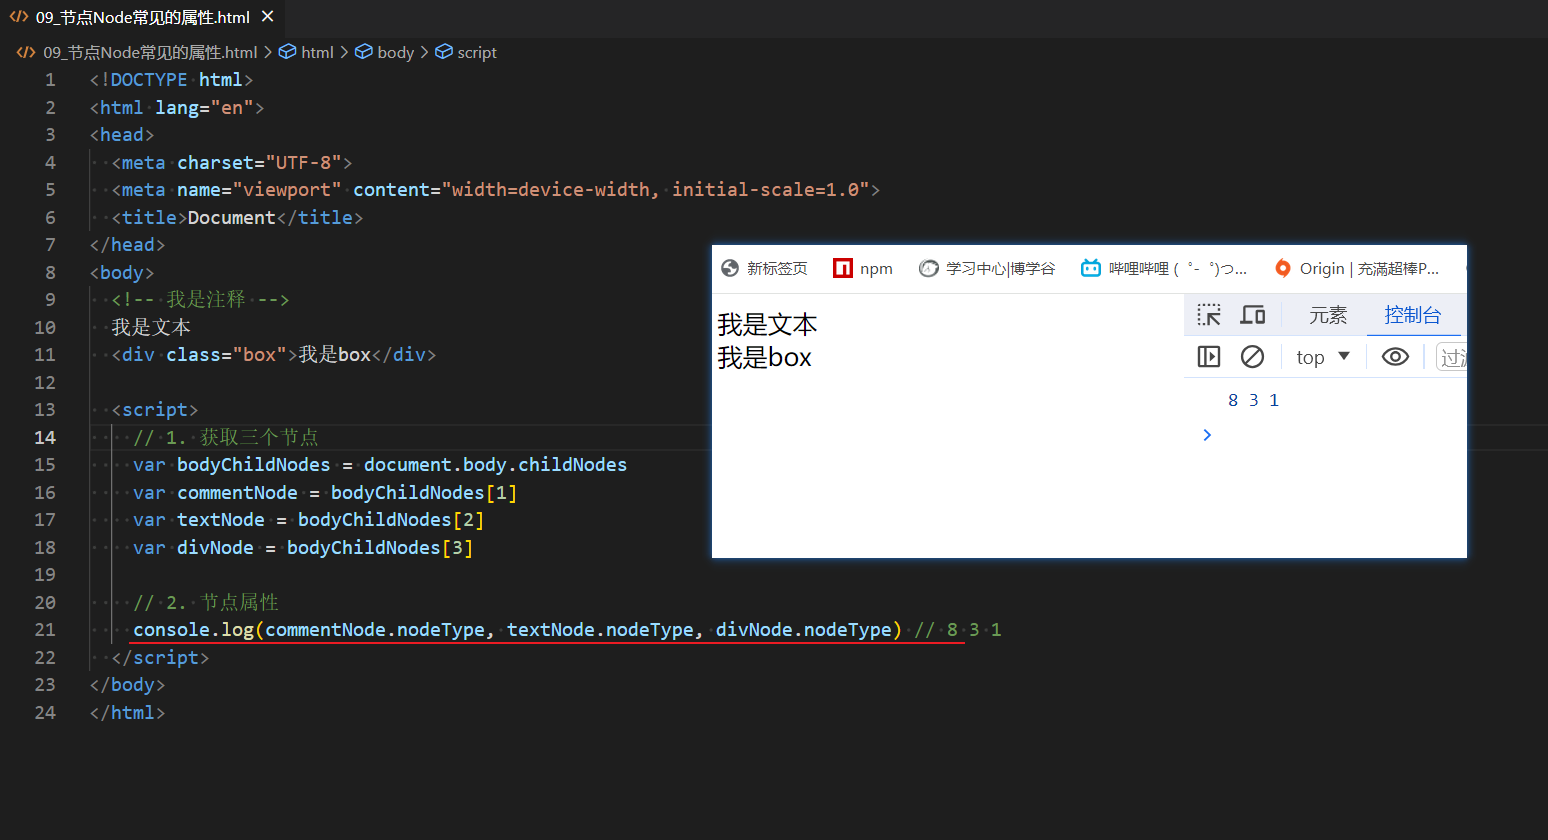 09_节点Node常见的属性.html
09_节点Node常见的属性.html > html > body > script
1 <!DOCTYPE html>
2 <html lang="en">
3 <head>
4 <meta charset="UTF-8">
5 <meta name="viewport" content="width=device-width, initial-scale=1.0">
6 <title>Document</title>
7 </head>
8 <body>
9 <!-- 我是注释 -->
10 我是文本
11 <div class="box">我是box</div>
12
13 <script>
14 // 1. 获取三个节点
15 var bodyChildNodes = document.body.childNodes
16 var commentNode = bodyChildNodes[1]
17 var textNode = bodyChildNodes[2]
18 var divNode = bodyChildNodes[3]
19
20 // 2. 节点属性
21 console.log(commentNode.nodeType, textNode.nodeType, divNode.nodeType) // 8 3 1
22 </script>
23 </body>
24 </html>
新标签页 npm 学习中心|博学谷 哔哩哔哩 (゜-゜)つ... Origin | 充滿超棒P...
我是文本
我是box
元素 控制台
top
8 3 1